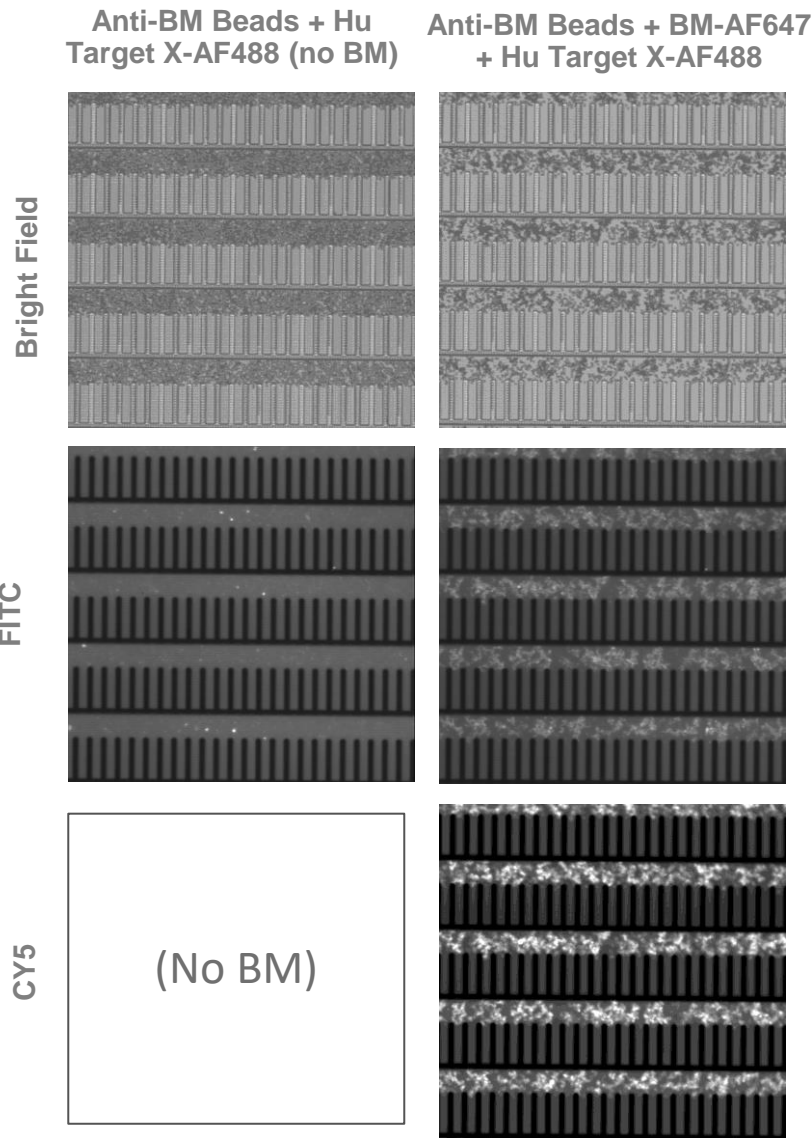 Anti-BM Beads + Hu
Target X-AF488 (no BM)
Anti-BM Beads + BM-AF647
+ Hu Target X-AF488
Bright Field
FITC
CY5
(No BM)